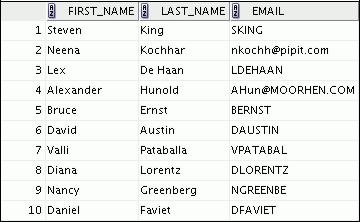 FIRST_NAME LAST_NAME EMAIL
1 Steven King SKING
2 Neena Kochhar nkochh@pipit.com
3 Lex De Haan LDEHAAN
4 Alexander Hunold AHun@MOORHEN.COM
5 Bruce Ernst BERNST
6 David Austin DAUSTIN
7 Valli Pataballa VPATABAL
8 Diana Lorentz DLORENTZ
9 Nancy Greenberg NGREENBE
10 Daniel Faviet DFAVIET